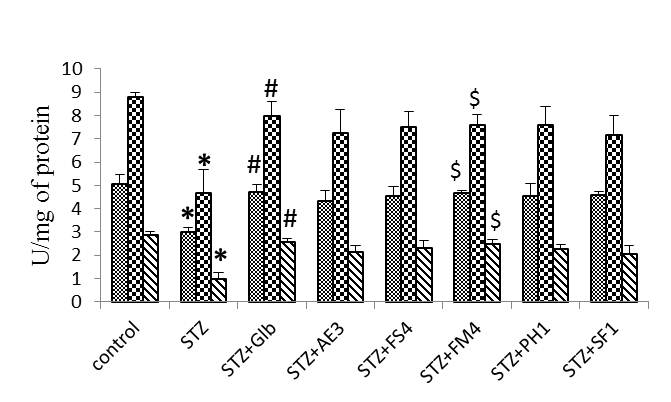 U/mg of protein
10
9
8
7
6
5
4
3
2
1
0
* * *
# # #
$ $ $
control
STZ
STZ+Glb
STZ+AE3
STZ+FS4
STZ+FM4
STZ+PH1
STZ+SF1